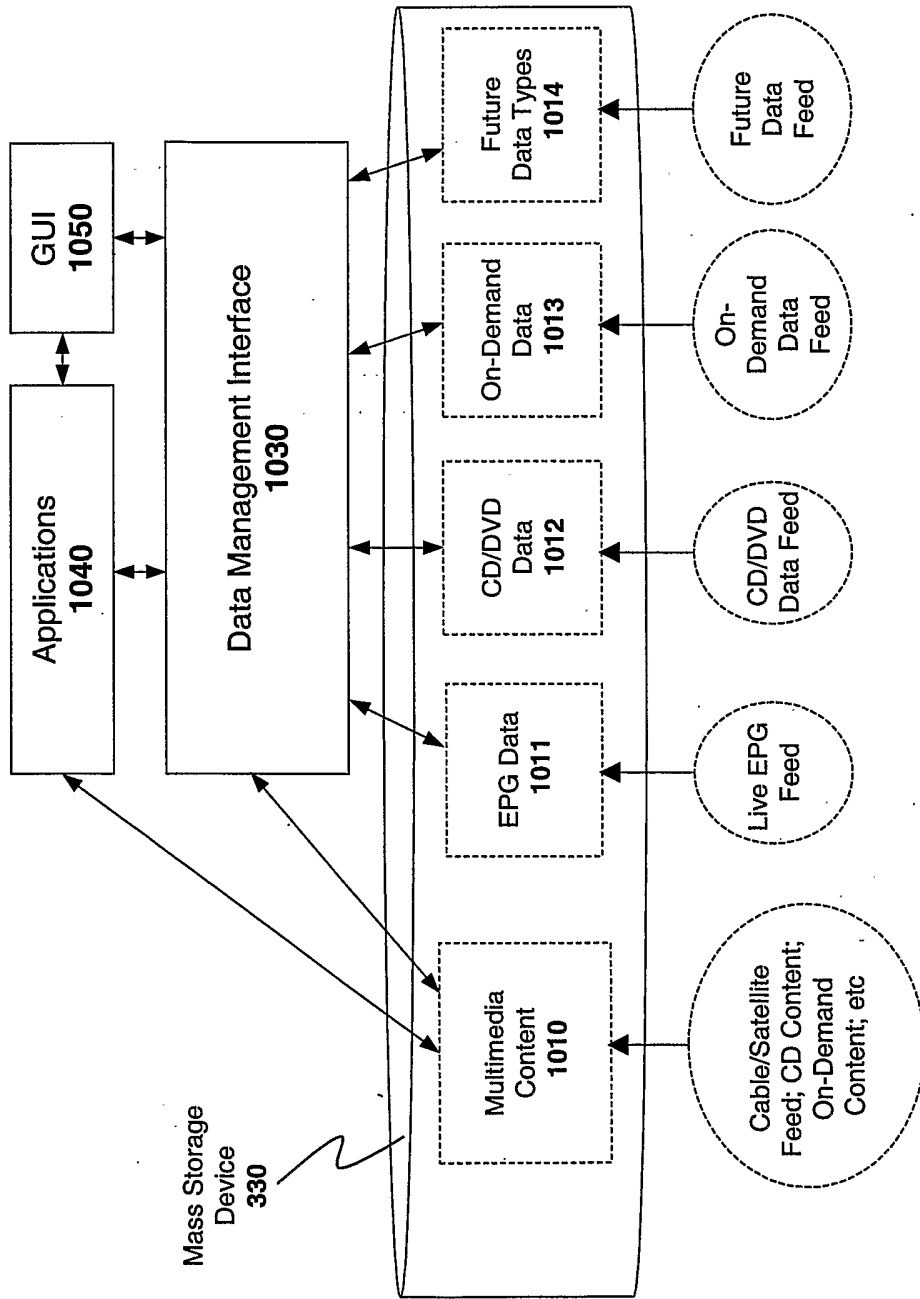 Applications
1040
GUI
1050
Data Management Interface
1030
Mass Storage
Device
330
Multimedia
Content
1010
EPG Data
1011
CD/DVD
Data
1012
On-Demand
Data
1013
Future
Data Types
1014
Cable/Satellite
Feed; CD Content;
On-Demand
Content; etc
Live EPG
Feed
CD/DVD
Data Feed
On-
Demand
Data
Feed
Future
Data
Feed